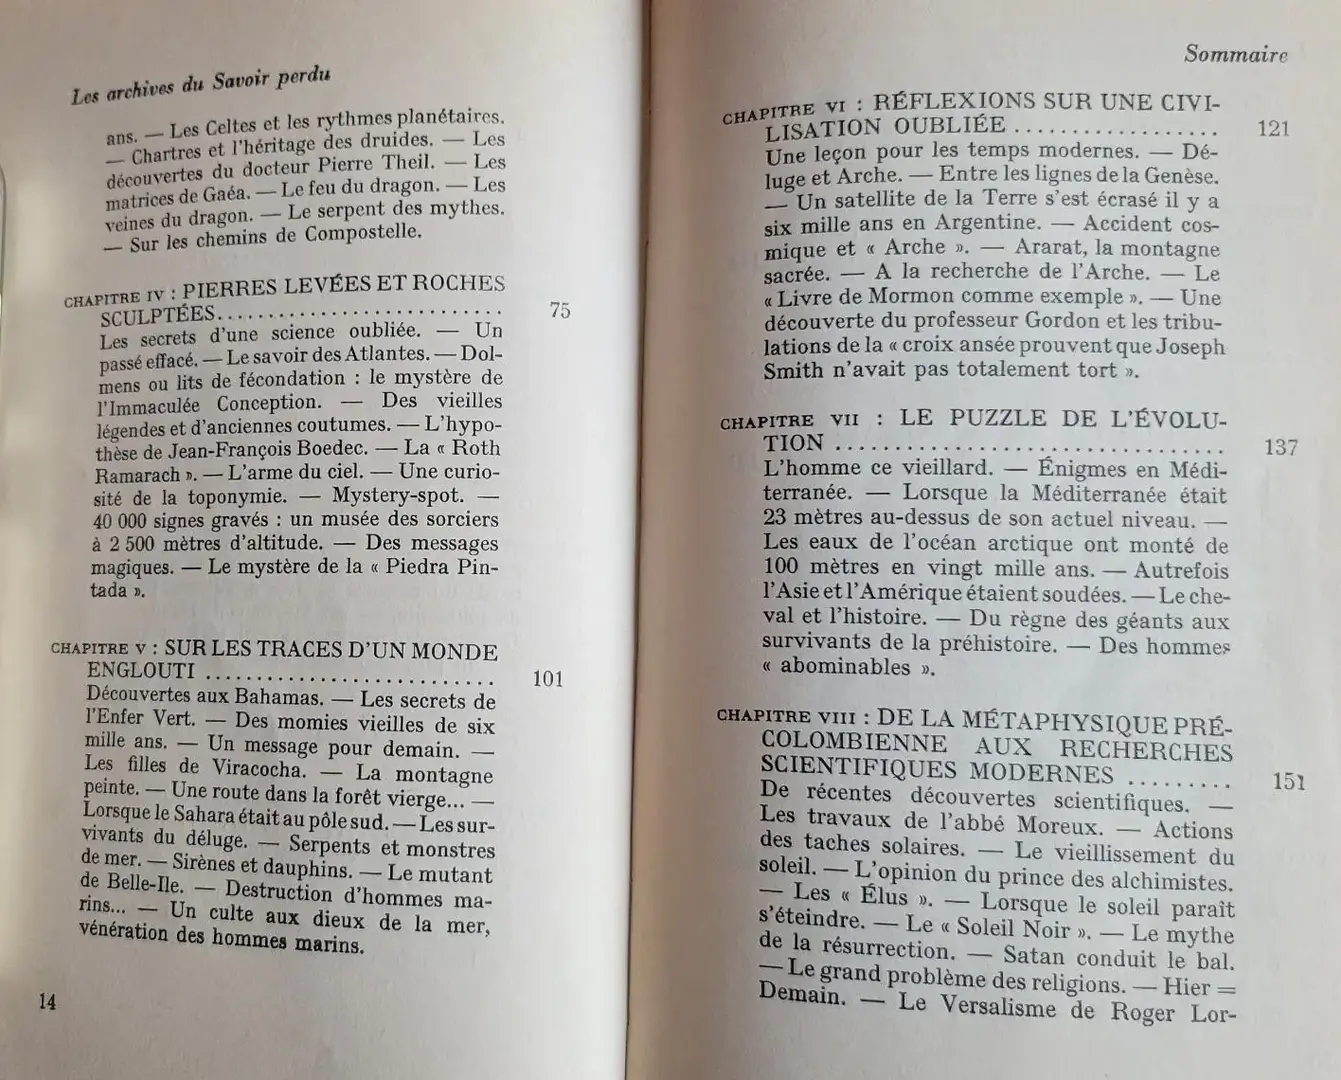 Les archives du Savoir perdu
ans. — Les Celtes et les rythmes planétaires.
— Chartres et l'héritage des druides. — Les
découvertes du docteur Pierre Theil. — Les
matrices de Gaéa. — Le feu du dragon. — Les
veines du dragon. — Le serpent des mythes.
— Sur les chemins de Compostelle.
CHAPITRE IV : PIERRES LEVÉES ET ROCHES
SCULPTÉES.............................. 75
Les secrets d'une science oubliée. — Un
passé effacé. — Le savoir des Atlantes. — Dol-
mens ou lits de fécondation : le mystère de
l'Immaculée Conception. — Des vieilles
légendes et d'anciennes coutumes. — L'hypo-
thèse de Jean-François Boedec. — La « Roth
Ramarach ». — L'arme du ciel. — Une curio-
sité de la toponymie. — Mystery-spot. —
40 000 signes gravés : un musée des sorciers
à 2 500 mètres d'altitude. — Des messages
magiques. — Le mystère de la « Piedra Pin-
tada ».
CHAPITRE V : SUR LES TRACES D'UN MONDE
ENGLOUTI .............................. 101
Découvertes aux Bahamas. — Les secrets de
l'Enfer Vert. — Des momies vieilles de six
mille ans. — Un message pour demain. —
Les filles de Viracocha. — La montagne
peinte. — Une route dans la forêt vierge... —
Lorsque le Sahara était au pôle sud. — Les sur-
vivants du déluge. — Serpents et monstres
de mer. — Sirènes et dauphins. — Le mutant
de Belle-Ile. — Destruction d'hommes ma-
rins... — Un culte aux dieux de la mer,
vénération des hommes marins.
14
Sommaire
CHAPITRE VI : RÉFLEXIONS SUR UNE CIVI-
LISATION OUBLIÉE .................... 121
Une leçon pour les temps modernes. — Dé-
luge et Arche. — Entre les lignes de la Genèse.
— Un satellite de la Terre s'est écrasé il y a
six mille ans en Argentine. — Accident cos-
mique et « Arche ». — Ararat, la montagne
sacrée. — A la recherche de l'Arche. — Le
« Livre de Mormon comme exemple ». — Une
découverte du professeur Gordon et les tribu-
lations de la « croix ansée prouvent que Joseph
Smith n'avait pas totalement tort ».
CHAPITRE VII : LE PUZZLE DE L'ÉVOLU-
TION .................................... 137
L'homme ce vieillard. — Énigmes en Médi-
terranée. — Lorsque la Méditerranée était
23 mètres au-dessus de son actuel niveau. —
Les eaux de l'océan arctique ont monté de
100 mètres en vingt mille ans. — Autrefois
l'Asie et l'Amérique étaient soudées. — Le che-
val et l'histoire. — Du règne des géants aux
survivants de la préhistoire. — Des hommes
« abominables ».
CHAPITRE VIII : DE LA MÉTAPHYSIQUE PRÉ-
COLOMBIENNE AUX RECHERCHES
SCIENTIFIQUES MODERNES ......... 151
De récentes découvertes scientifiques. —
Les travaux de l'abbé Moreux. — Actions
des taches solaires. — Le vieillissement du
soleil. — L'opinion du prince des alchimistes.
— Les « Élus ». — Lorsque le soleil paraît
s'éteindre. — Le « Soleil Noir ». — Le mythe
de la résurrection. — Satan conduit le bal.
— Le grand problème des religions. — Hier =
Demain. — Le Versalisme de Roger Lor-